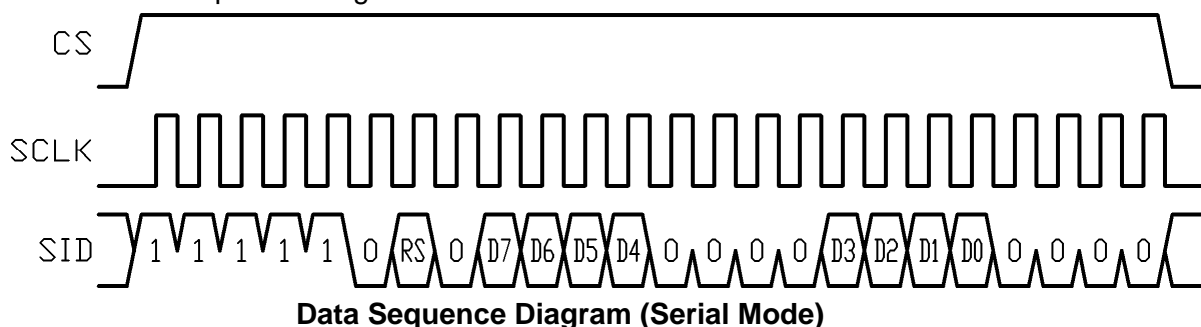 CS
SCLK
SID 1 1 1 1 1 0 RS 0 D7 D6 D5 D4 0 0 0 0 D3 D2 D1 D0 0 0 0 0
Data Sequence Diagram (Serial Mode)